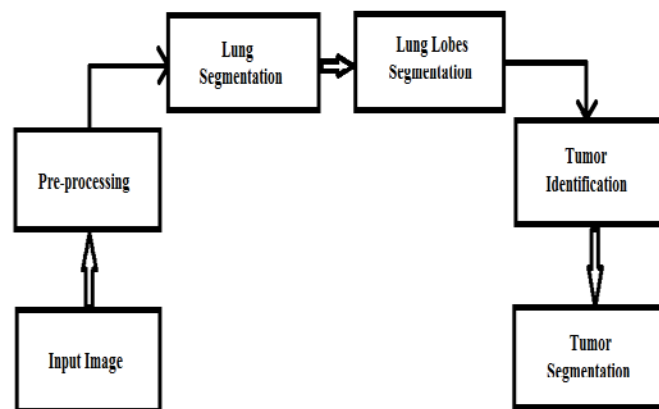 Lung
Segmentation
Lung Lobes
Segmentation
Pre-processing
Tumor
Identification
Input Image
Tumor
Segmentation